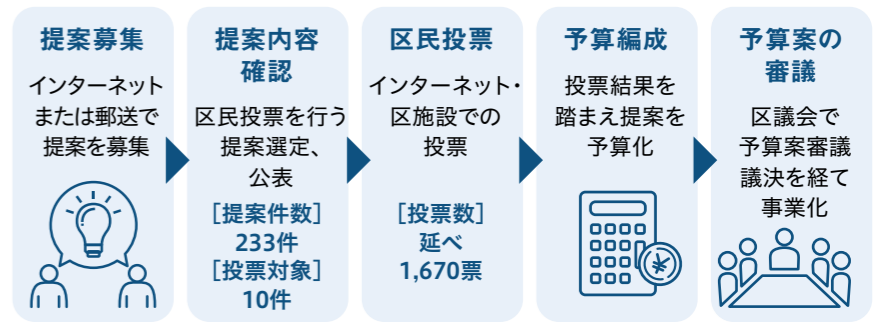 提案募集
インターネット
または郵送で
提案を募集
提案内容
確認
区民投票を行う
提案選定、
公表
[提案件数]
233件
[投票対象]
10件
区民投票
インターネット・
区施設での
投票
[投票数]
延べ
1,670票
予算編成
投票結果を
踏まえ提案を
予算化
¥
予算案の
審議
区議会で
予算案審議
議決を経て
事業化